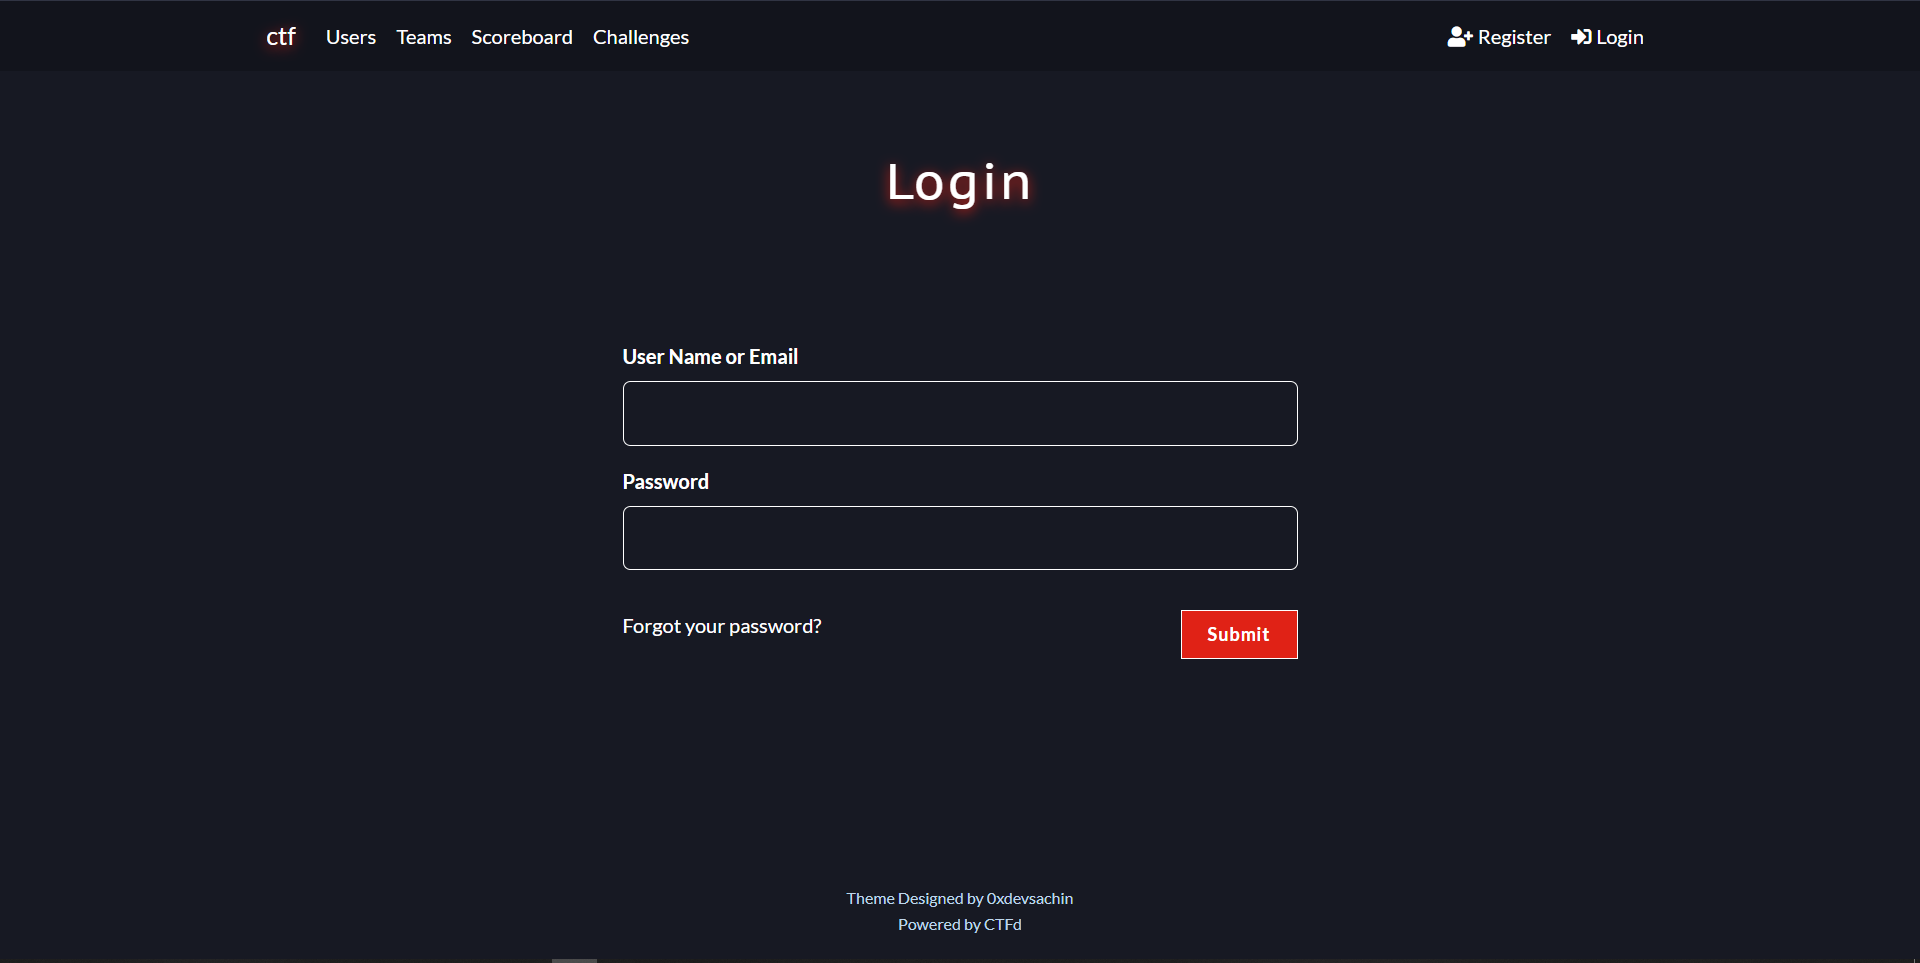 ctf Users Teams Scoreboard Challenges Register Login
Login
User Name or Email
Password
Forgot your password? Submit
Theme Designed by 0xdevsachin
Powered by CTFd